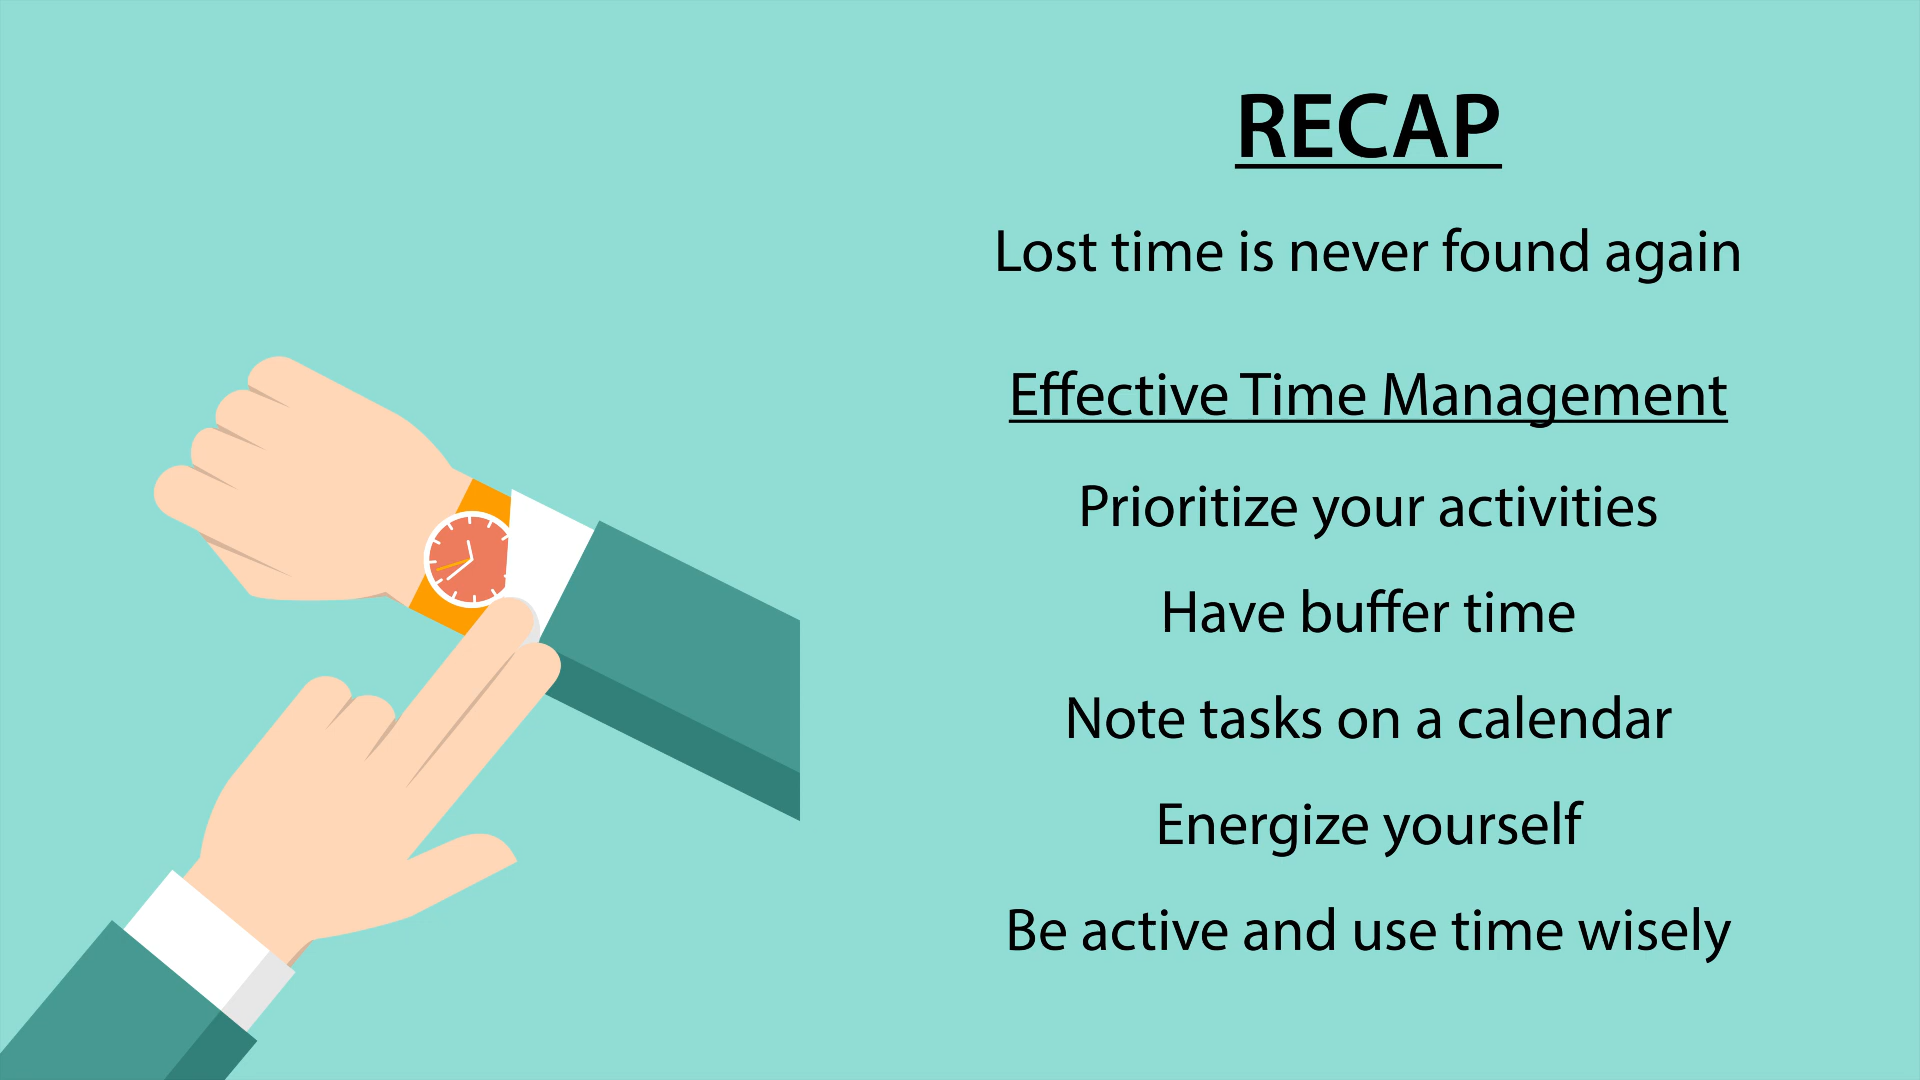 RECAP
Lost time is never found again
Effective Time Management
Prioritize your activities
Have buffer time
Note tasks on a calendar
Energize yourself
Be active and use time wisely